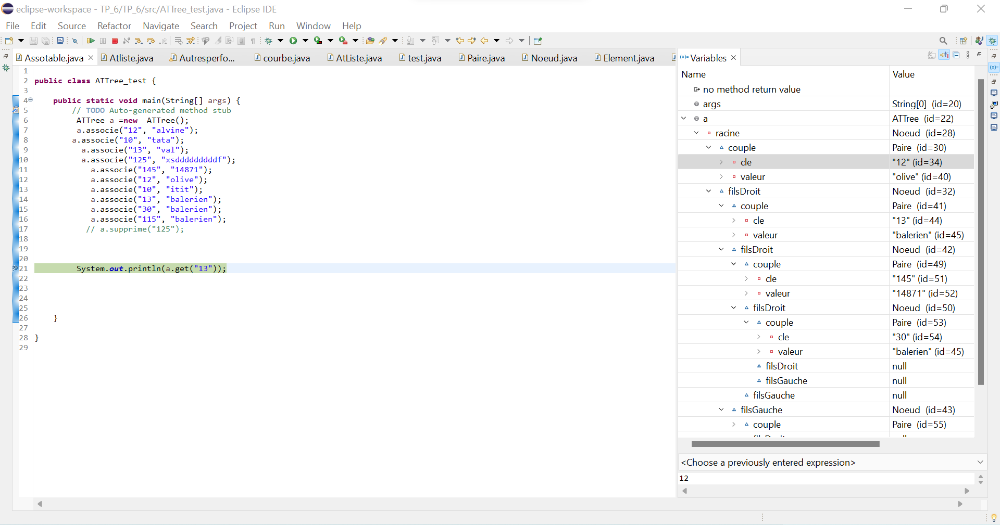 eclipse-workspace - TP_6/TP_6/src/ATTree_test.java - Eclipse IDE
File Edit Source Refactor Navigate Search Project Run Window Help
Assotable.java Atliste.java Autresperfo... courbe.java AtListe.java test.java Paire.java Noeud.java Element.java
1
2 public class ATTree_test {
3
4 public static void main(String[] args) {
5 // TODO Auto-generated method stub
6 ATTree a =new ATTree();
7 a.associe("12", "alvine");
8 a.associe("10", "tata");
9 a.associe("13", "val");
10 a.associe("125", "xsdddddddddf");
11 a.associe("145", "14871");
12 a.associe("12", "olive");
13 a.associe("10", "itit");
14 a.associe("13", "balerien");
15 a.associe("30", "balerien");
16 a.associe("115", "balerien");
17 // a.supprime("125");
18
19
20
21 System.out.println(a.get("13"));
22
23
24
25
26 }
27
28 }
29
(x)= Variables
Name Value
no method return value
args String[0] (id=20)
a ATTree (id=22)
racine Noeud (id=28)
couple Paire (id=30)
cle "12" (id=34)
valeur "olive" (id=40)
filsDroit Noeud (id=32)
couple Paire (id=41)
cle "13" (id=44)
valeur "balerien" (id=45)
filsDroit Noeud (id=42)
couple Paire (id=49)
cle "145" (id=51)
valeur "14871" (id=52)
filsDroit Noeud (id=50)
couple Paire (id=53)
cle "30" (id=54)
valeur "balerien" (id=45)
filsDroit null
filsGauche null
filsGauche null
filsGauche Noeud (id=43)
couple Paire (id=55)
<Choose a previously entered expression>
12